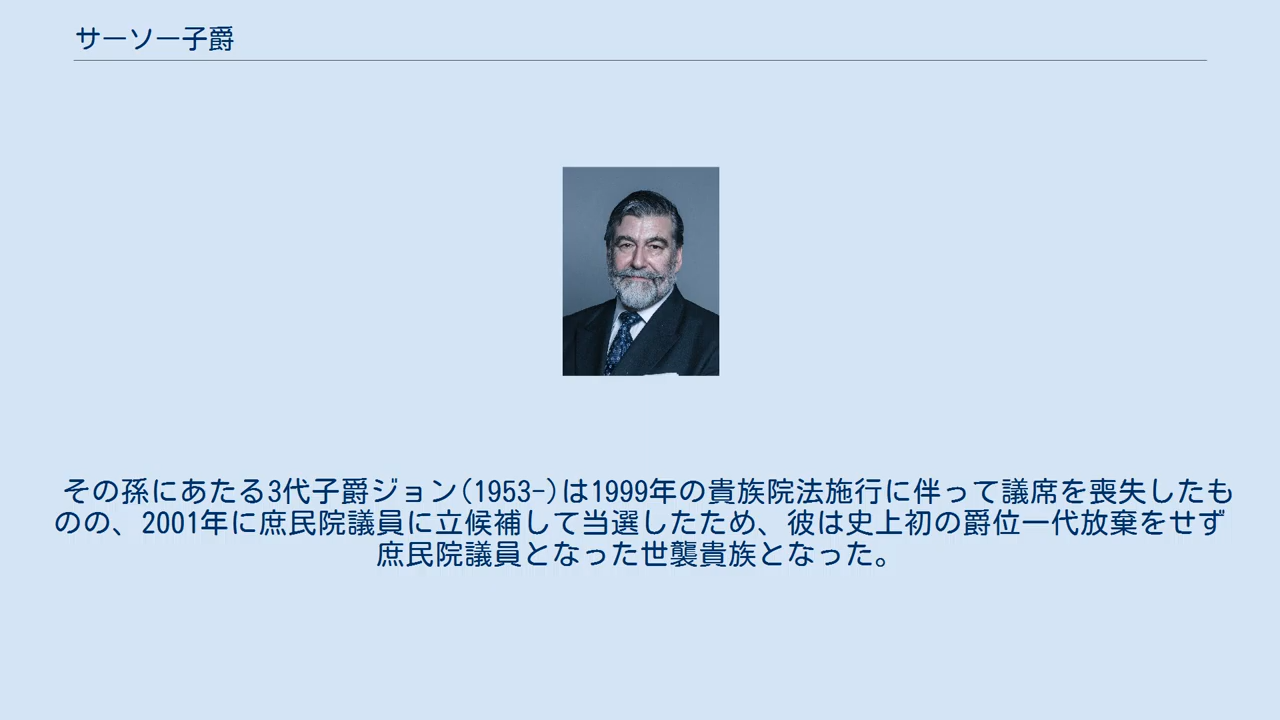 サーソー子爵
その孫にあたる3代子爵ジョン(1953-)は1999年の貴族院法施行に伴って議席を喪失したも
のの、2001年に庶民院議員に立候補して当選したため、彼は史上初の爵位一代放棄をせず
庶民院議員となった世襲貴族となった。